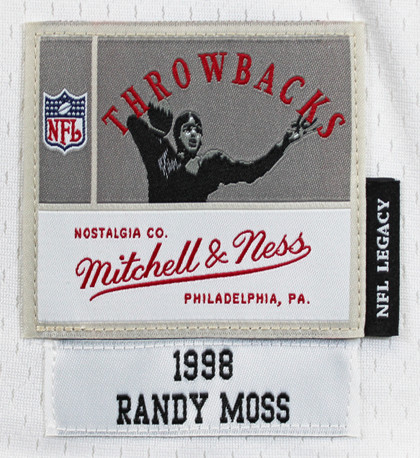 THROWBACKS
NFL
NOSTALGIA CO.
Mitchell & Ness
PHILADELPHIA, PA.
NFL LEGACY
1998
RANDY MOSS